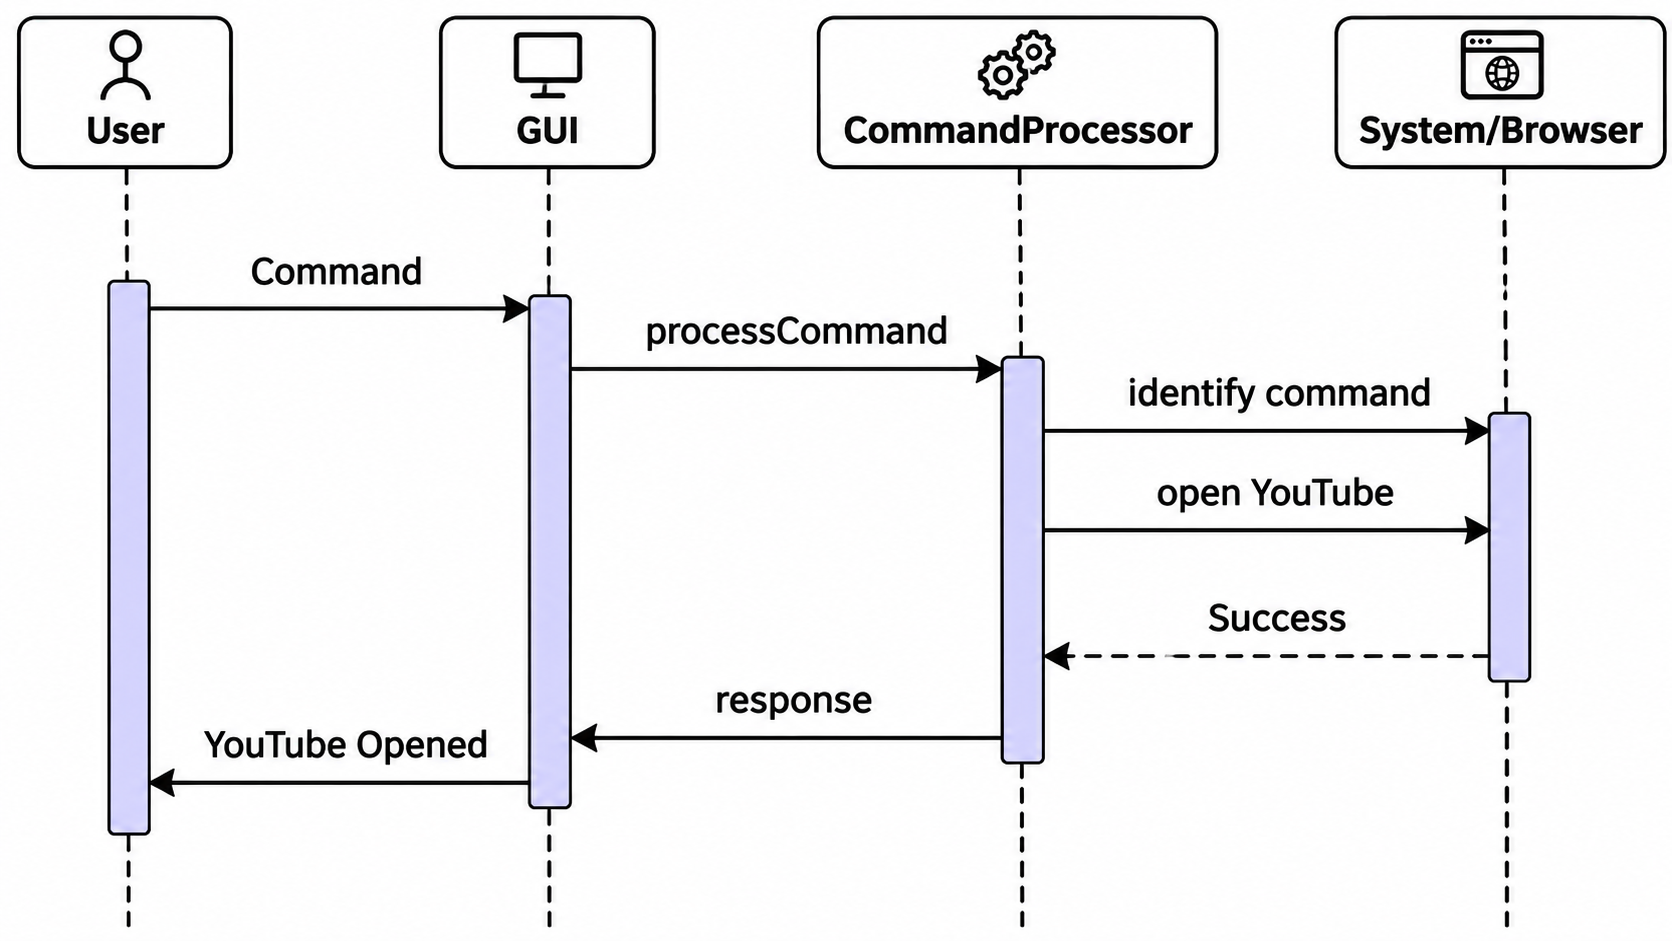 User
GUI
CommandProcessor
System/Browser
Command
processCommand
identify command
open YouTube
Success
response
YouTube Opened